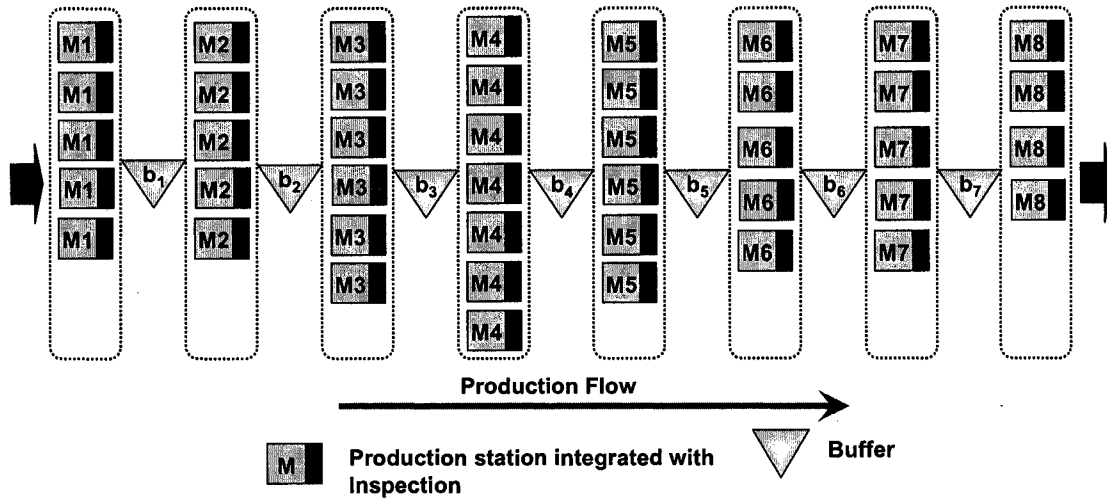 M1 M2 M3 M4 M5 M6 M7 M8
M1 M2 M3 M4 M5 M6 M7 M8
M1 M2 M3 M4 M5 M6 M7 M8
M1 b1 M2 b2 M3 b3 M4 b4 M5 b5 M6 b6 M7 b7 M8
M1 M2 M3 M4 M5 M6 M7
M3 M4 M5
M4
Production Flow
M Production station integrated with
Inspection
Buffer